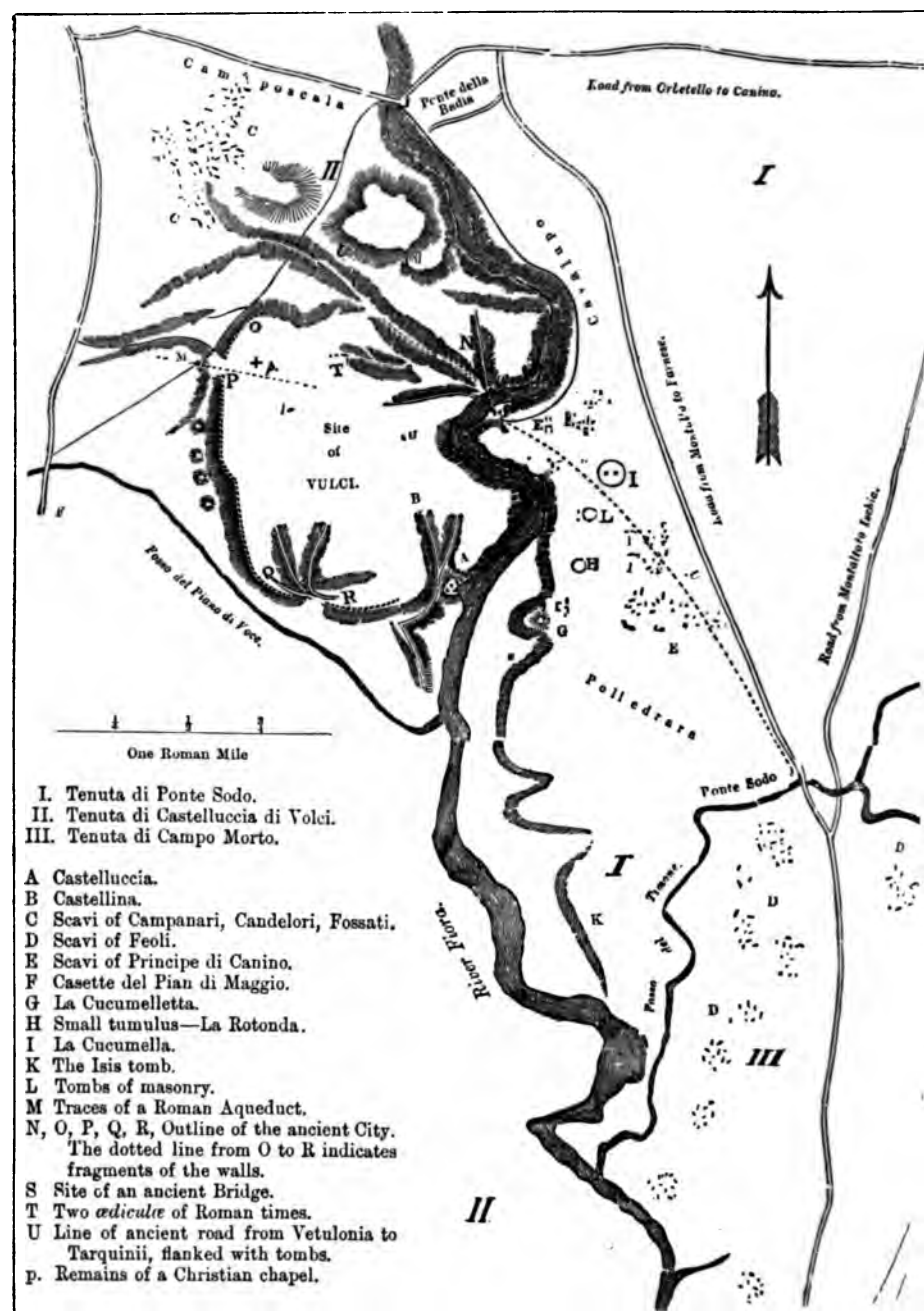 Camposcala
Ponte della
Badia
Road from Orbetello to Canino.
I
C
II
C
U
M
Cavalupo
O
N
M
P
T
E
E
Site
of
VULCI.
I
L
B
A
H
U
Road from Montalto to Farnese.
Road from Montalto to Ischia.
F
Q
R
G
E
Fosso del Piano di Voce.
Polledrara
One Roman Mile
Ponte Sodo
I
K
D
D
River Fiora.
Fosso del Timone.
D
III
II
I. Tenuta di Ponte Sodo.
II. Tenuta di Castelluccia di Volci.
III. Tenuta di Campo Morto.
A Castelluccia.
B Castellina.
C Scavi of Campanari, Candelori, Fossati.
D Scavi of Feoli.
E Scavi of Principe di Canino.
F Casette del Pian di Maggio.
G La Cucumelletta.
H Small tumulus—La Rotonda.
I La Cucumella.
K The Isis tomb.
L Tombs of masonry.
M Traces of a Roman Aqueduct.
N, O, P, Q, R, Outline of the ancient City.
The dotted line from O to R indicates
fragments of the walls.
S Site of an ancient Bridge.
T Two ædiculæ of Roman times.
U Line of ancient road from Vetulonia to
Tarquinii, flanked with tombs.
p. Remains of a Christian chapel.